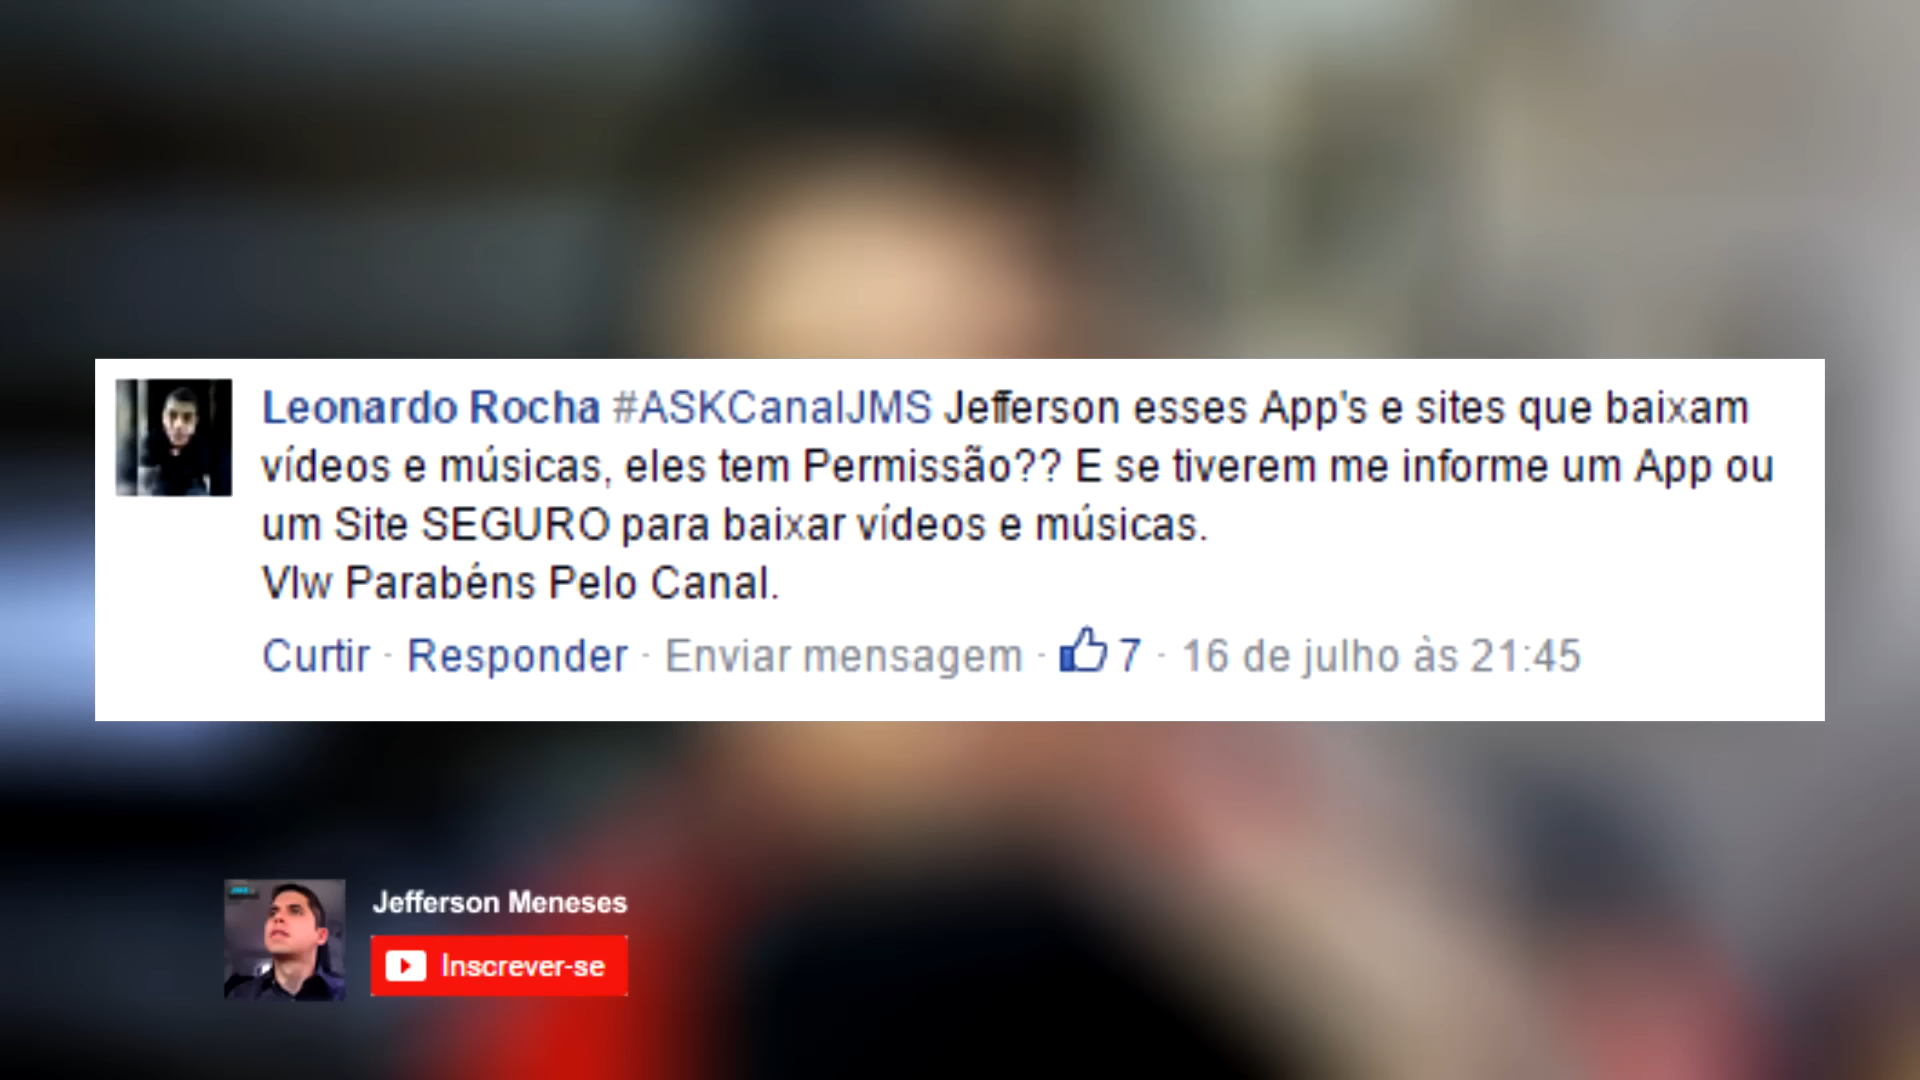 Leonardo Rocha #ASKCanalJMS Jefferson esses App's e sites que baixam
vídeos e músicas, eles tem Permissão?? E se tiverem me informe um App ou
um Site SEGURO para baixar vídeos e músicas.
Vlw Parabéns Pelo Canal.
Curtir · Responder · Enviar mensagem · 7 · 16 de julho às 21:45
Jefferson Meneses
Inscrever-se